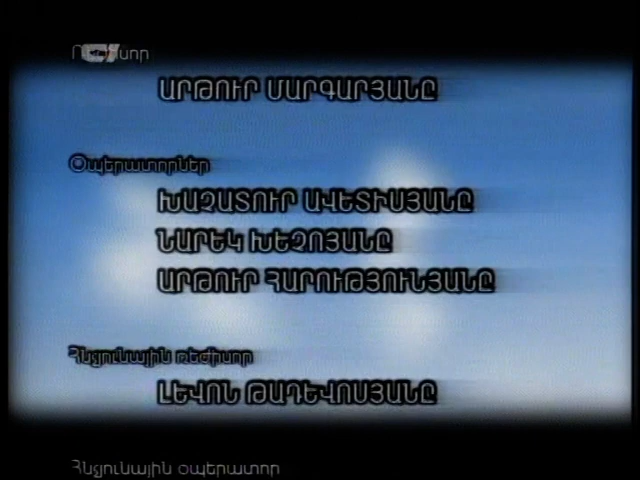 ԱՐԹՈՒՐ ՄԱՐԳԱՐՅԱՆԸ
Օպերատորներ
ԽԱՉԱՏՈՒՐ ԱՎԵՏԻՍՅԱՆԸ
ՆԱՐԵԿ ԽԵՉՈՅԱՆԸ
ԱՐԹՈՒՐ ՀԱՐՈՒԹՅՈՒՆՅԱՆԸ
Հնչյունային ռեժիսոր
ԼԵՎՈՆ ԹԱԴԵՎՈՍՅԱՆԸ
Հնչյունային օպերատոր